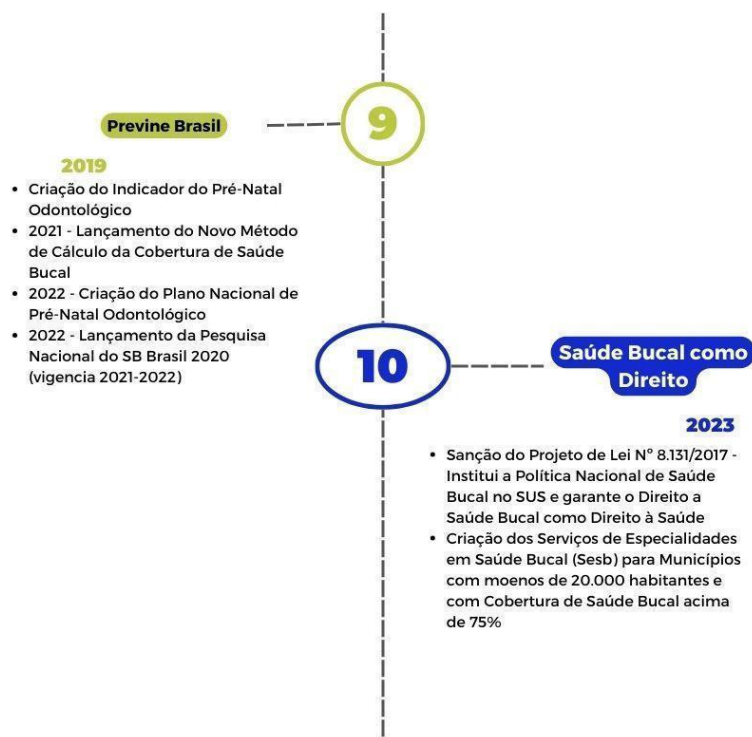 9
Previne Brasil
2019
• Criação do Indicador do Pré-Natal
Odontológico
• 2021 - Lançamento do Novo Método
de Cálculo da Cobertura de Saúde
Bucal
• 2022 - Criação do Plano Nacional de
Pré-Natal Odontológico
• 2022 - Lançamento da Pesquisa
Nacional do SB Brasil 2020
(vigencia 2021-2022)
10
Saúde Bucal como
Direito
2023
• Sanção do Projeto de Lei Nº 8.131/2017 -
Institui a Política Nacional de Saúde
Bucal no SUS e garante o Direito a
Saúde Bucal como Direito à Saúde
• Criação dos Serviços de Especialidades
em Saúde Bucal (Sesb) para Municípios
com moenos de 20.000 habitantes e
com Cobertura de Saúde Bucal acima
de 75%